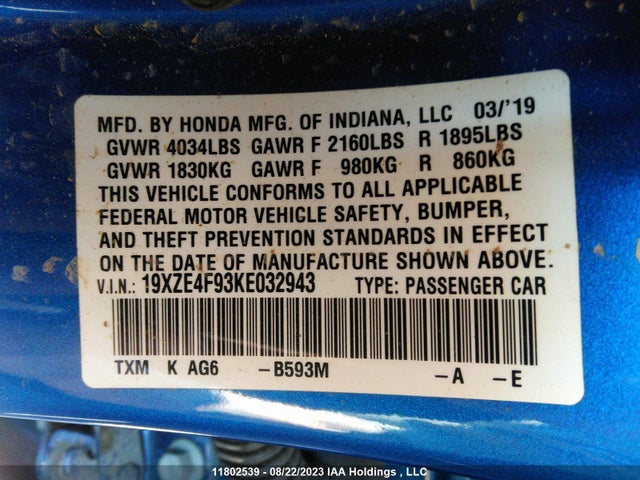 MFD. BY HONDA MFG. OF INDIANA, LLC 03/'19
GVWR 4034LBS GAWR F 2160LBS R 1895LBS
GVWR 1830KG GAWR F 980KG R 860KG
THIS VEHICLE CONFORMS TO ALL APPLICABLE
FEDERAL MOTOR VEHICLE SAFETY, BUMPER,
AND THEFT PREVENTION STANDARDS IN EFFECT
ON THE DATE OF MANUFACTURE SHOWN ABOVE.
V.I.N.: 19XZE4F93KE032943 TYPE: PASSENGER CAR
TXM K AG6 -B593M -A -E
11802539 - 08/22/2023 IAA Holdings , LLC